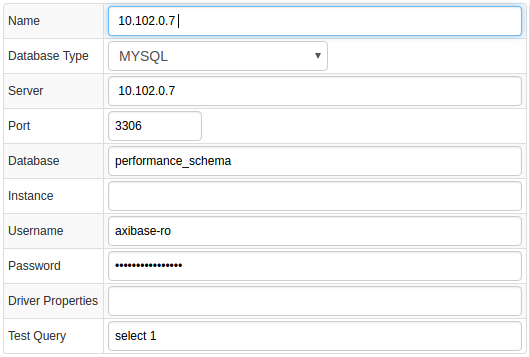 Name 10.102.0.7
Database Type MYSQL
Server 10.102.0.7
Port 3306
Database performance_schema
Instance
Username axibase-ro
Password ••••••••••••••••
Driver Properties
Test Query select 1